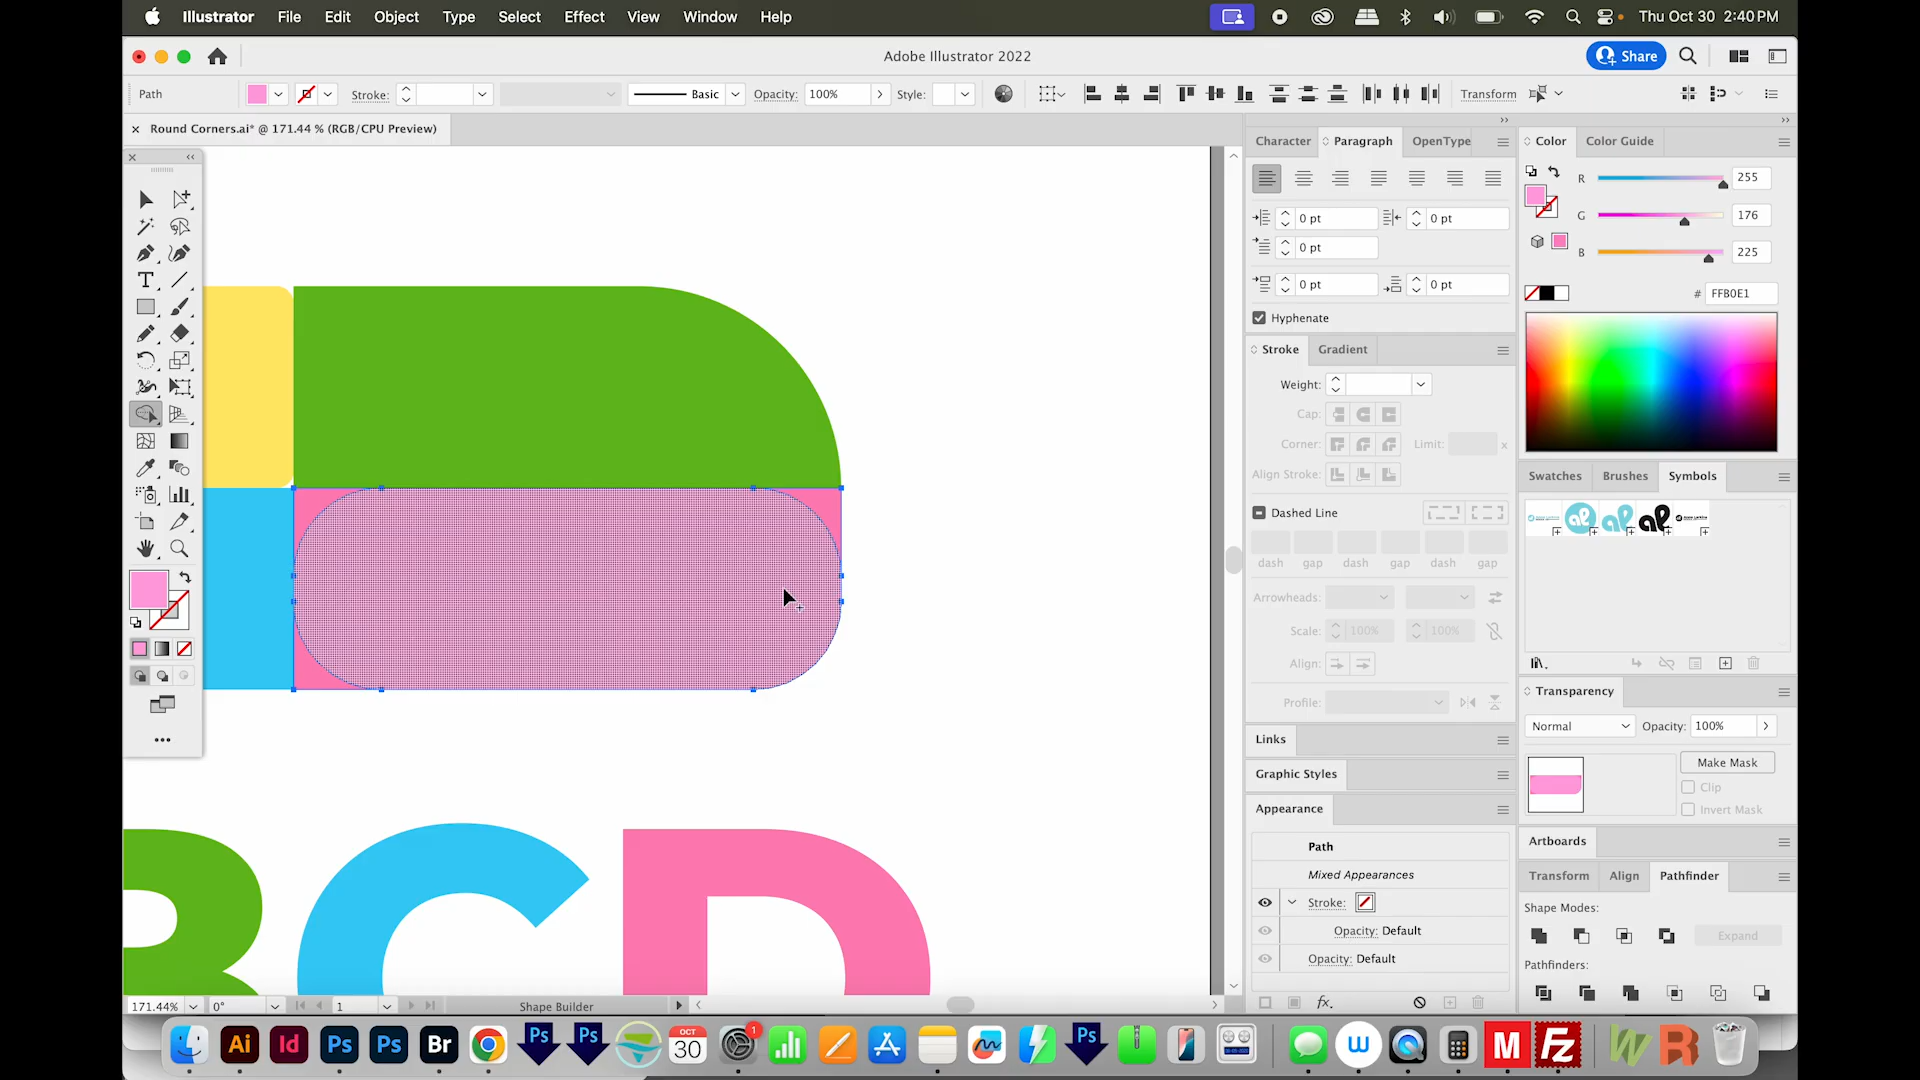 Illustrator File Edit Object Type Select Effect View Window Help Thu Oct 30 2:40 PM
Adobe Illustrator 2022 Share
Path Stroke: Basic Opacity: 100% Style: Transform
Round Corners.ai* @ 171.44 % (RGB/CPU Preview)
Character Paragraph OpenType
0 pt 0 pt
0 pt
0 pt 0 pt
Hyphenate
Stroke Gradient
Weight:
Cap:
Corner: Limit: x
Align Stroke:
Dashed Line
dash gap dash gap dash gap
Arrowheads:
Scale: 100% 100%
Align:
Profile:
Links
Graphic Styles
Appearance
Path
Mixed Appearances
Stroke:
Opacity: Default
Opacity: Default
fx.
Color Color Guide
R 255
G 176
B 225
# FFB0E1
Swatches Brushes Symbols
Transparency
Normal Opacity: 100%
Make Mask
Clip
Invert Mask
Artboards
Transform Align Pathfinder
Shape Modes:
Expand
Pathfinders:
B C D
171.44% 0° 1 Shape Builder
Ai Id Ps Ps Br Ps Ps OCT 30 1 Ps W M Fz W R